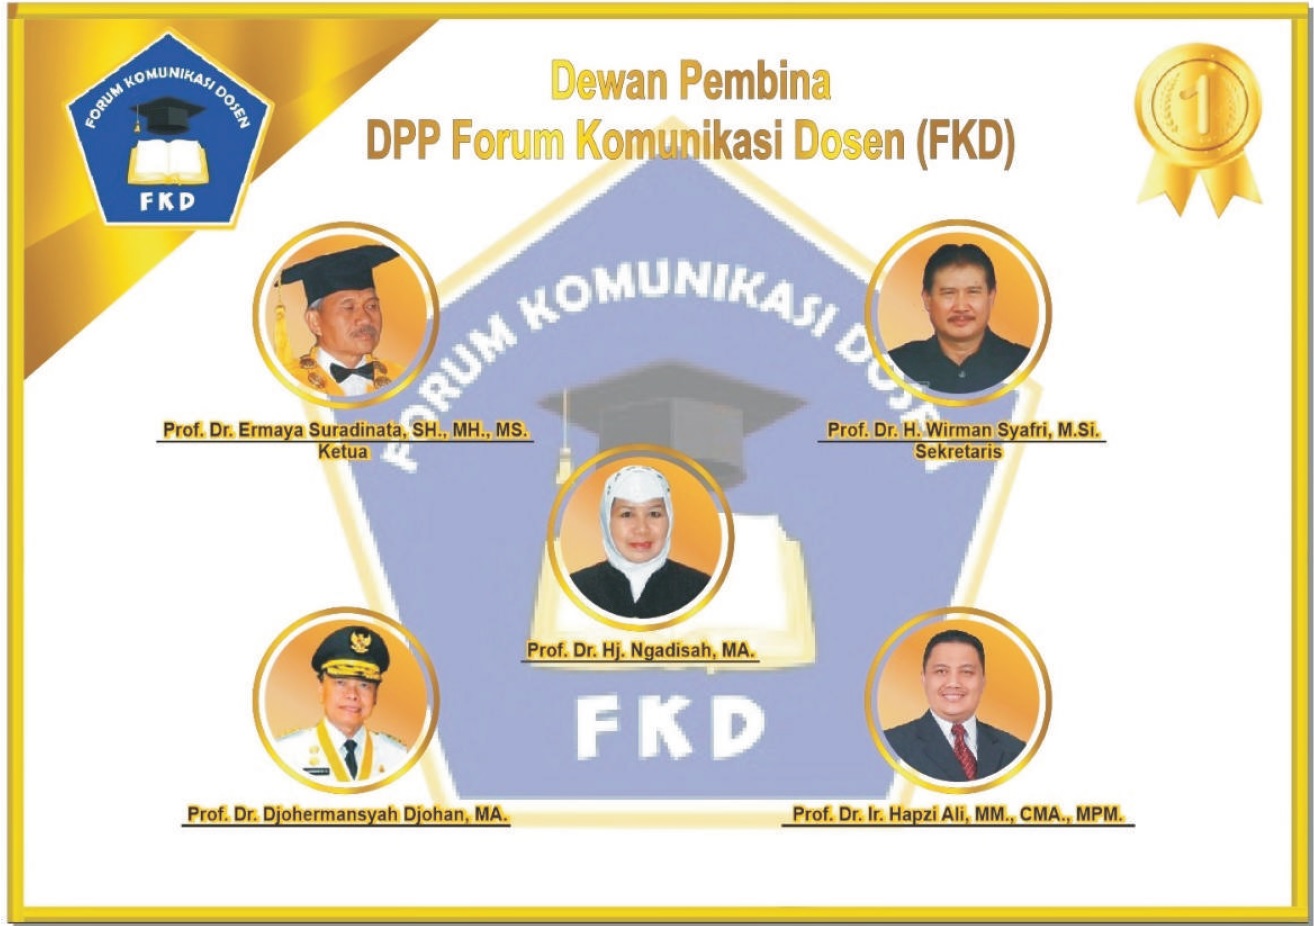 FORUM KOMUNIKASI DOSEN
FKD
Dewan Pembina
DPP Forum Komunikasi Dosen (FKD)
1
FORUM KOMUNIKASI DOSEN
Prof. Dr. Ermaya Suradinata, SH., MH., MS.
Ketua
Prof. Dr. H. Wirman Syafri, M.Si.
Sekretaris
Prof. Dr. Hj. Ngadisah, MA.
FKD
Prof. Dr. Djohermansyah Djohan, MA.
Prof. Dr. Ir. Hapzi Ali, MM., CMA., MPM.